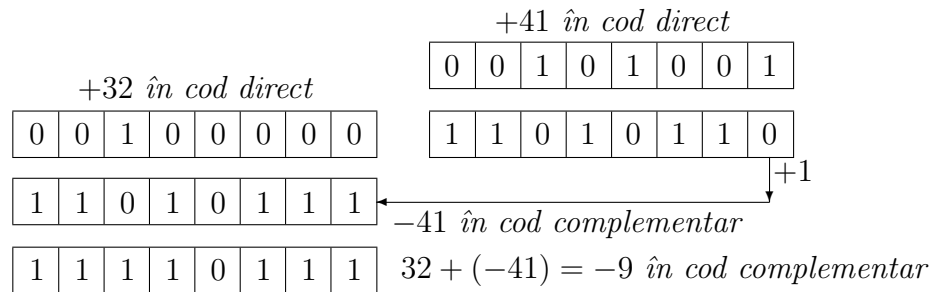 +41 în cod direct
0 0 1 0 1 0 0 1
+32 în cod direct
0 0 1 0 0 0 0 0
1 1 0 1 0 1 1 0
+1
1 1 0 1 0 1 1 1
−41 în cod complementar
1 1 1 1 0 1 1 1
32 + (−41) = −9 în cod complementar